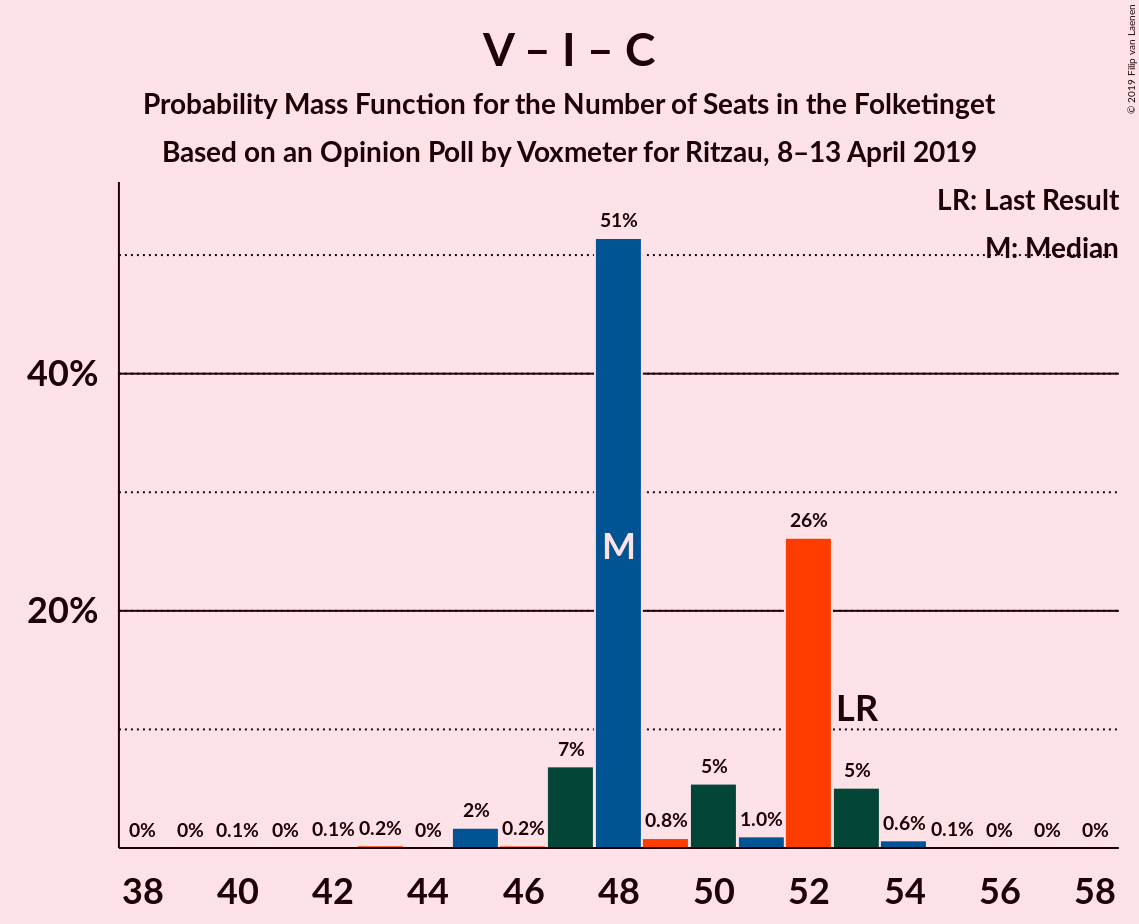 V – I – C
Probability Mass Function for the Number of Seats in the Folketinget
Based on an Opinion Poll by Voxmeter for Ritzau, 8–13 April 2019
© 2019 Filip van Laenen
LR: Last Result
M: Median
51%
40%
26%
M
20%
LR
7%
5%
5%
2%
0%
0%
0.1%
0%
0.1%
0.2%
0%
0.2%
0.8%
1.0%
0.6%
0.1%
0%
0%
0%
38 40 42 44 46 48 50 52 54 56 58